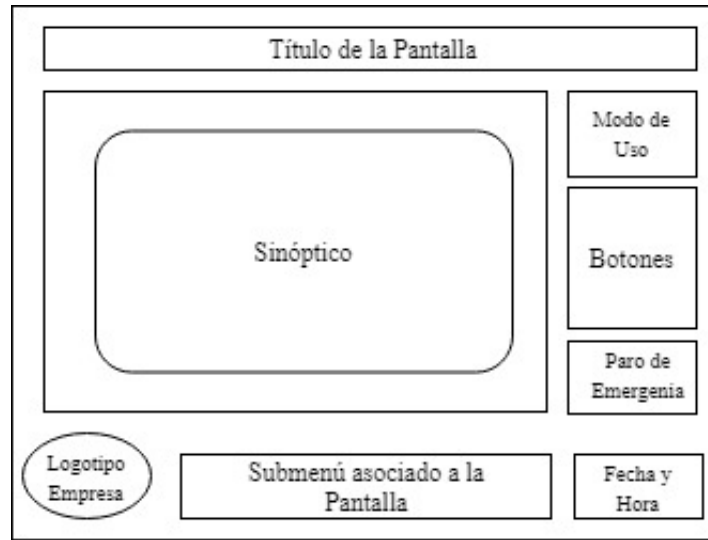 Título de la Pantalla
Modo de
Uso
Sinóptico
Botones
Paro de
Emergenia
Logotipo
Empresa
Submenú asociado a la
Pantalla
Fecha y
Hora